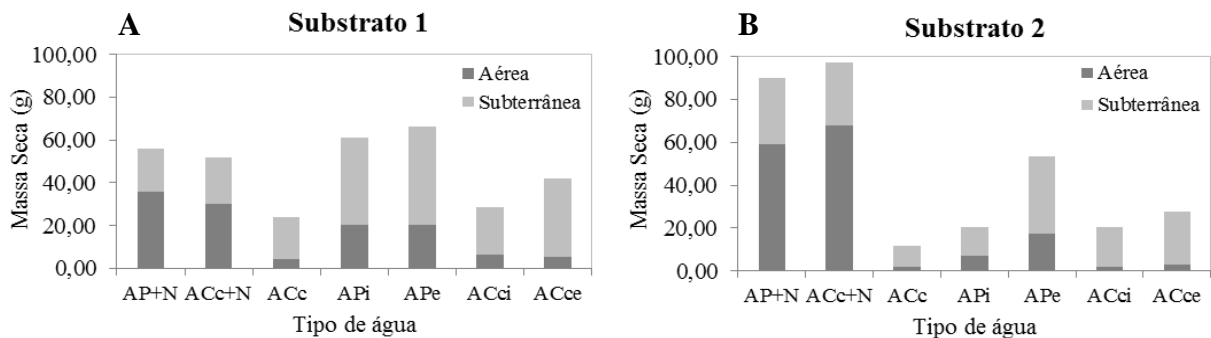 A
Substrato 1
100,00
80,00
60,00
40,00
20,00
0,00
Massa Seca (g)
Aérea
Subterrânea
AP+N ACc+N ACc APi APe ACci ACce
Tipo de água
B
Substrato 2
100,00
80,00
60,00
40,00
20,00
0,00
Massa Seca (g)
Aérea
Subterrânea
AP+N ACc+N ACc APi APe ACci ACce
Tipo de água